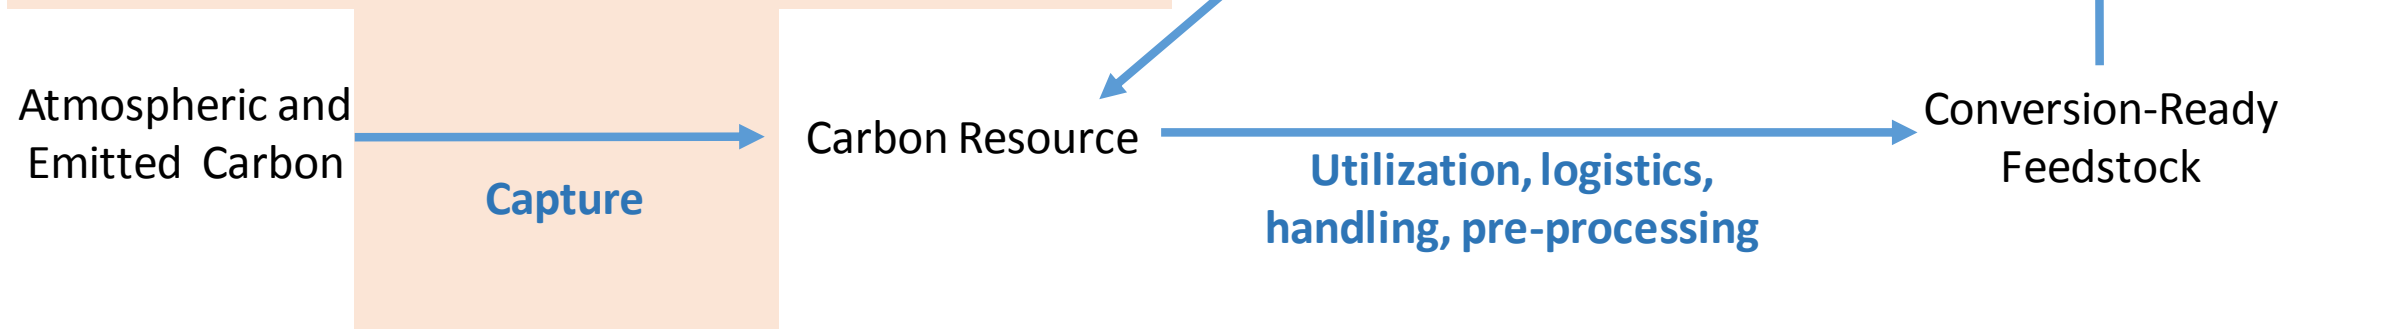 Atmospheric and
Emitted Carbon
Capture
Carbon Resource
Utilization, logistics,
handling, pre-processing
Conversion-Ready
Feedstock